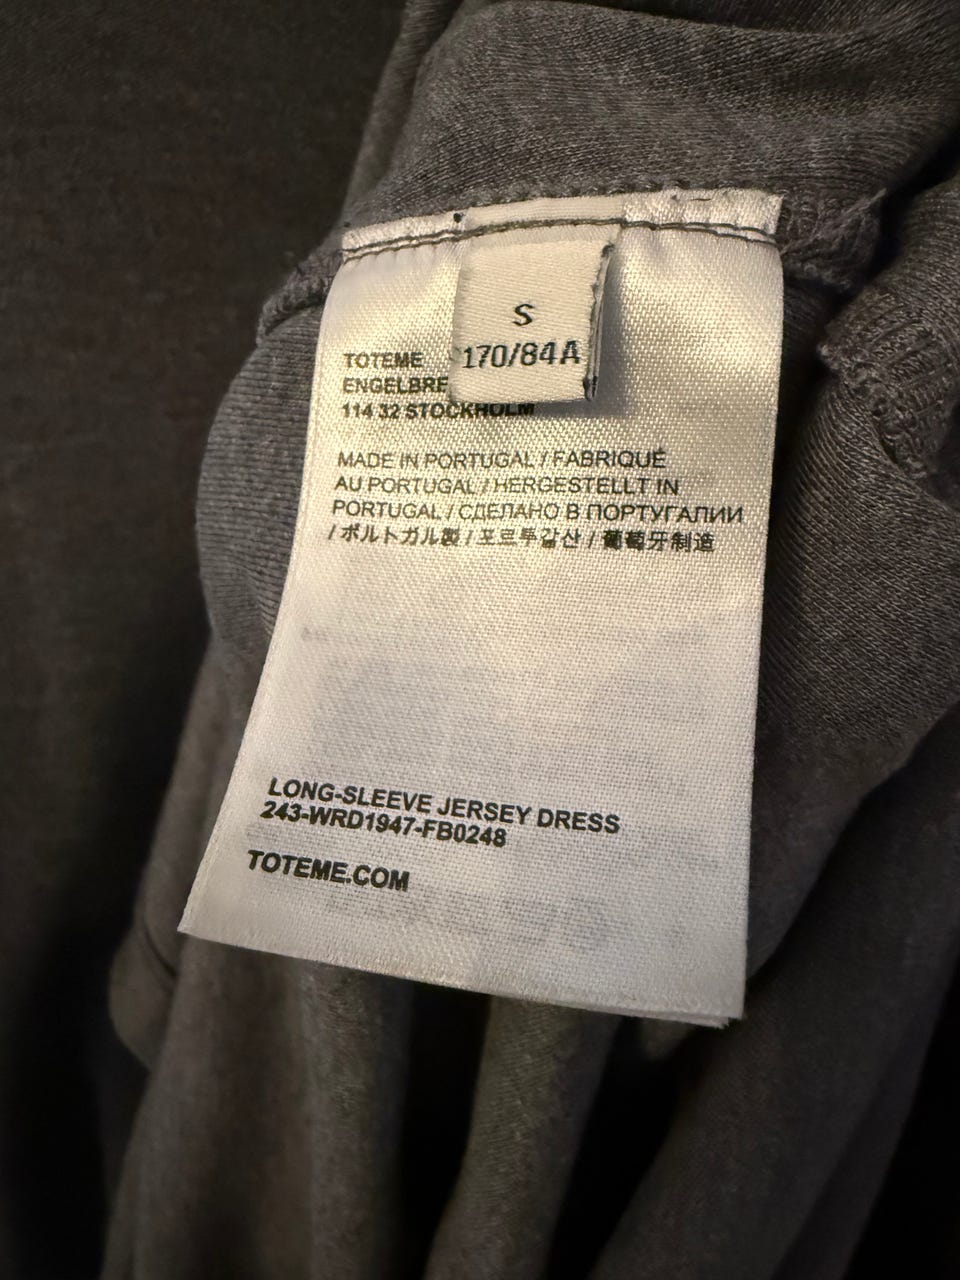 S
170/84A
TOTEME
ENGELBRE
114 32 STOCKHOLM
MADE IN PORTUGAL / FABRIQUÉ
AU PORTUGAL / HERGESTELLT IN
PORTUGAL / СДЕЛАНО В ПОРТУГАЛИИ
/ ポルトガル製 / 포르투갈산 / 葡萄牙制造
LONG-SLEEVE JERSEY DRESS
243-WRD1947-FB0248
TOTEME.COM